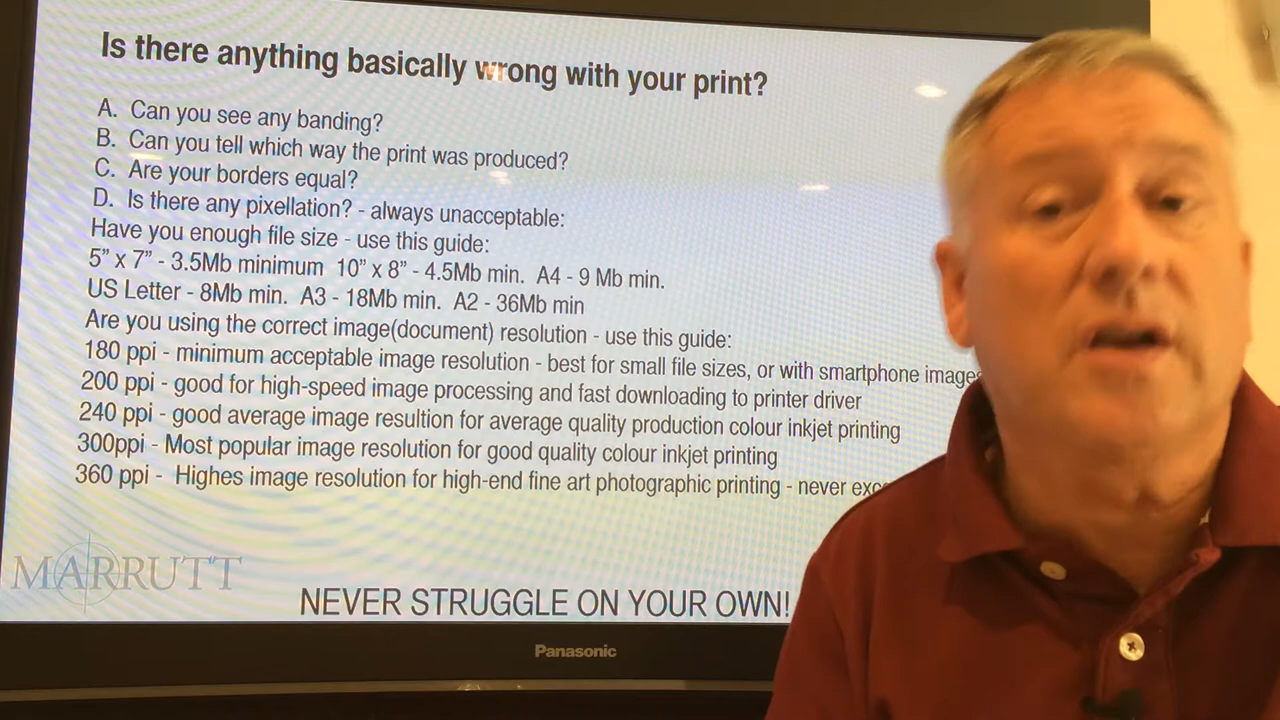 Is there anything basically wrong with your print?
A. Can you see any banding?
B. Can you tell which way the print was produced?
C. Are your borders equal?
D. Is there any pixellation? - always unacceptable:
Have you enough file size - use this guide:
5” x 7” - 3.5Mb minimum 10” x 8” - 4.5Mb min. A4 - 9 Mb min.
US Letter - 8Mb min. A3 - 18Mb min. A2 - 36Mb min
Are you using the correct image(document) resolution - use this guide:
180 ppi - minimum acceptable image resolution - best for small file sizes, or with smartphone images
200 ppi - good for high-speed image processing and fast downloading to printer driver
240 ppi - good average image resultion for average quality production colour inkjet printing
300ppi - Most popular image resolution for good quality colour inkjet printing
360 ppi - Highes image resolution for high-end fine art photographic printing - never
MARRUTT
NEVER STRUGGLE ON YOUR OWN!
Panasonic